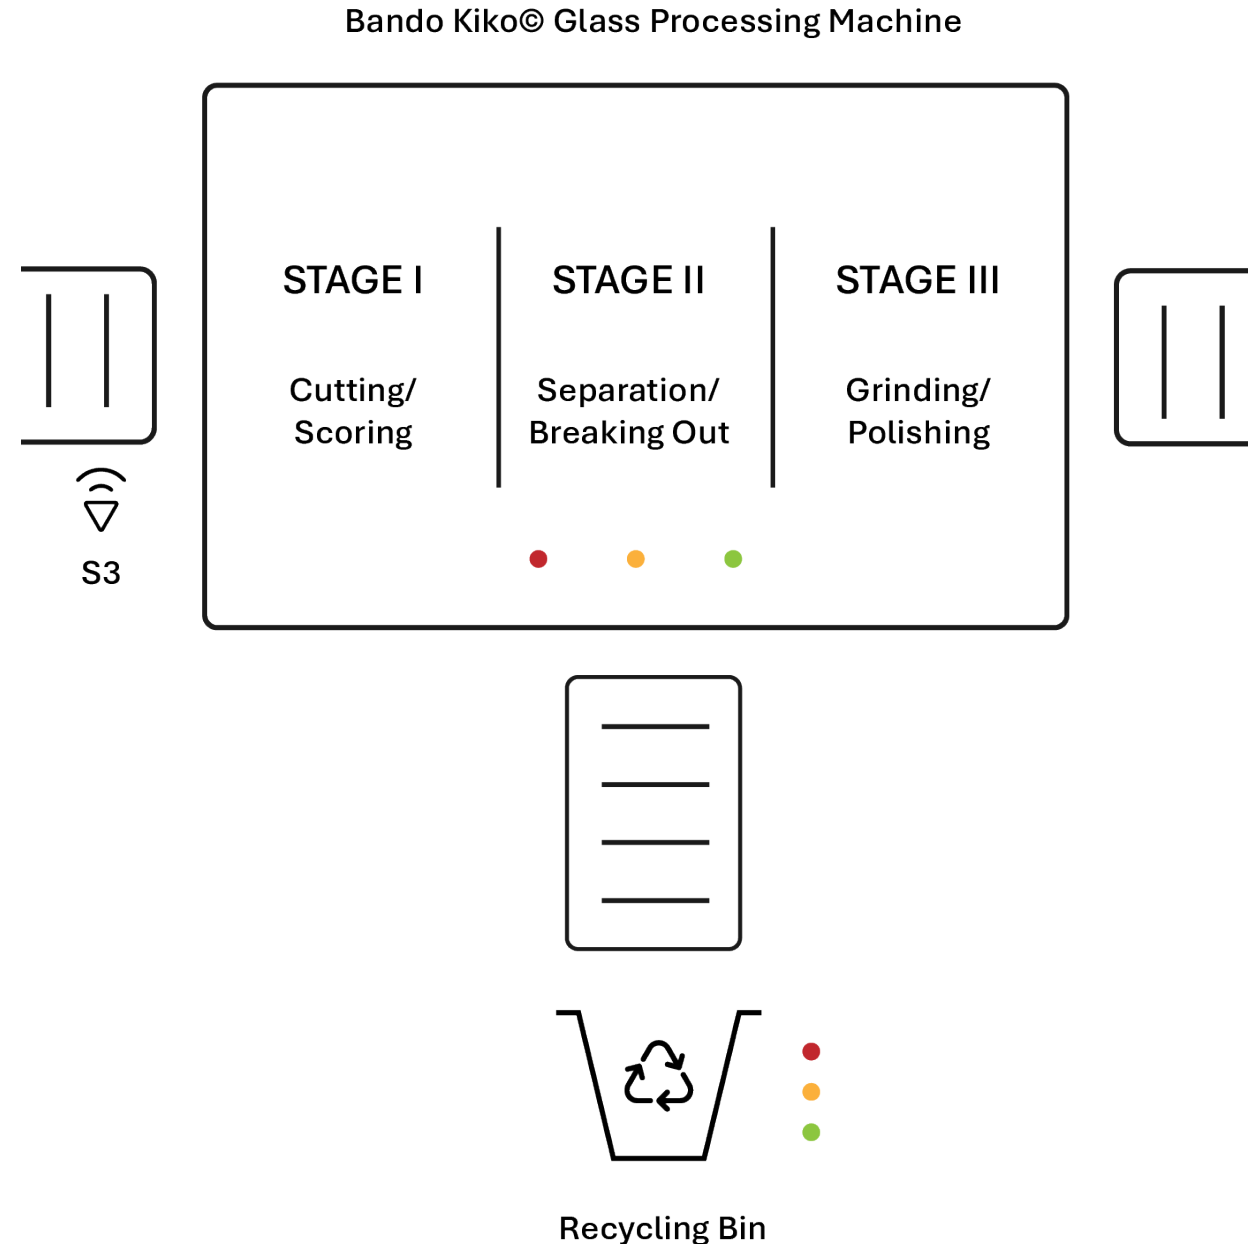 Bando Kiko© Glass Processing Machine
STAGE I
Cutting/
Scoring
STAGE II
Separation/
Breaking Out
STAGE III
Grinding/
Polishing
S3
Recycling Bin